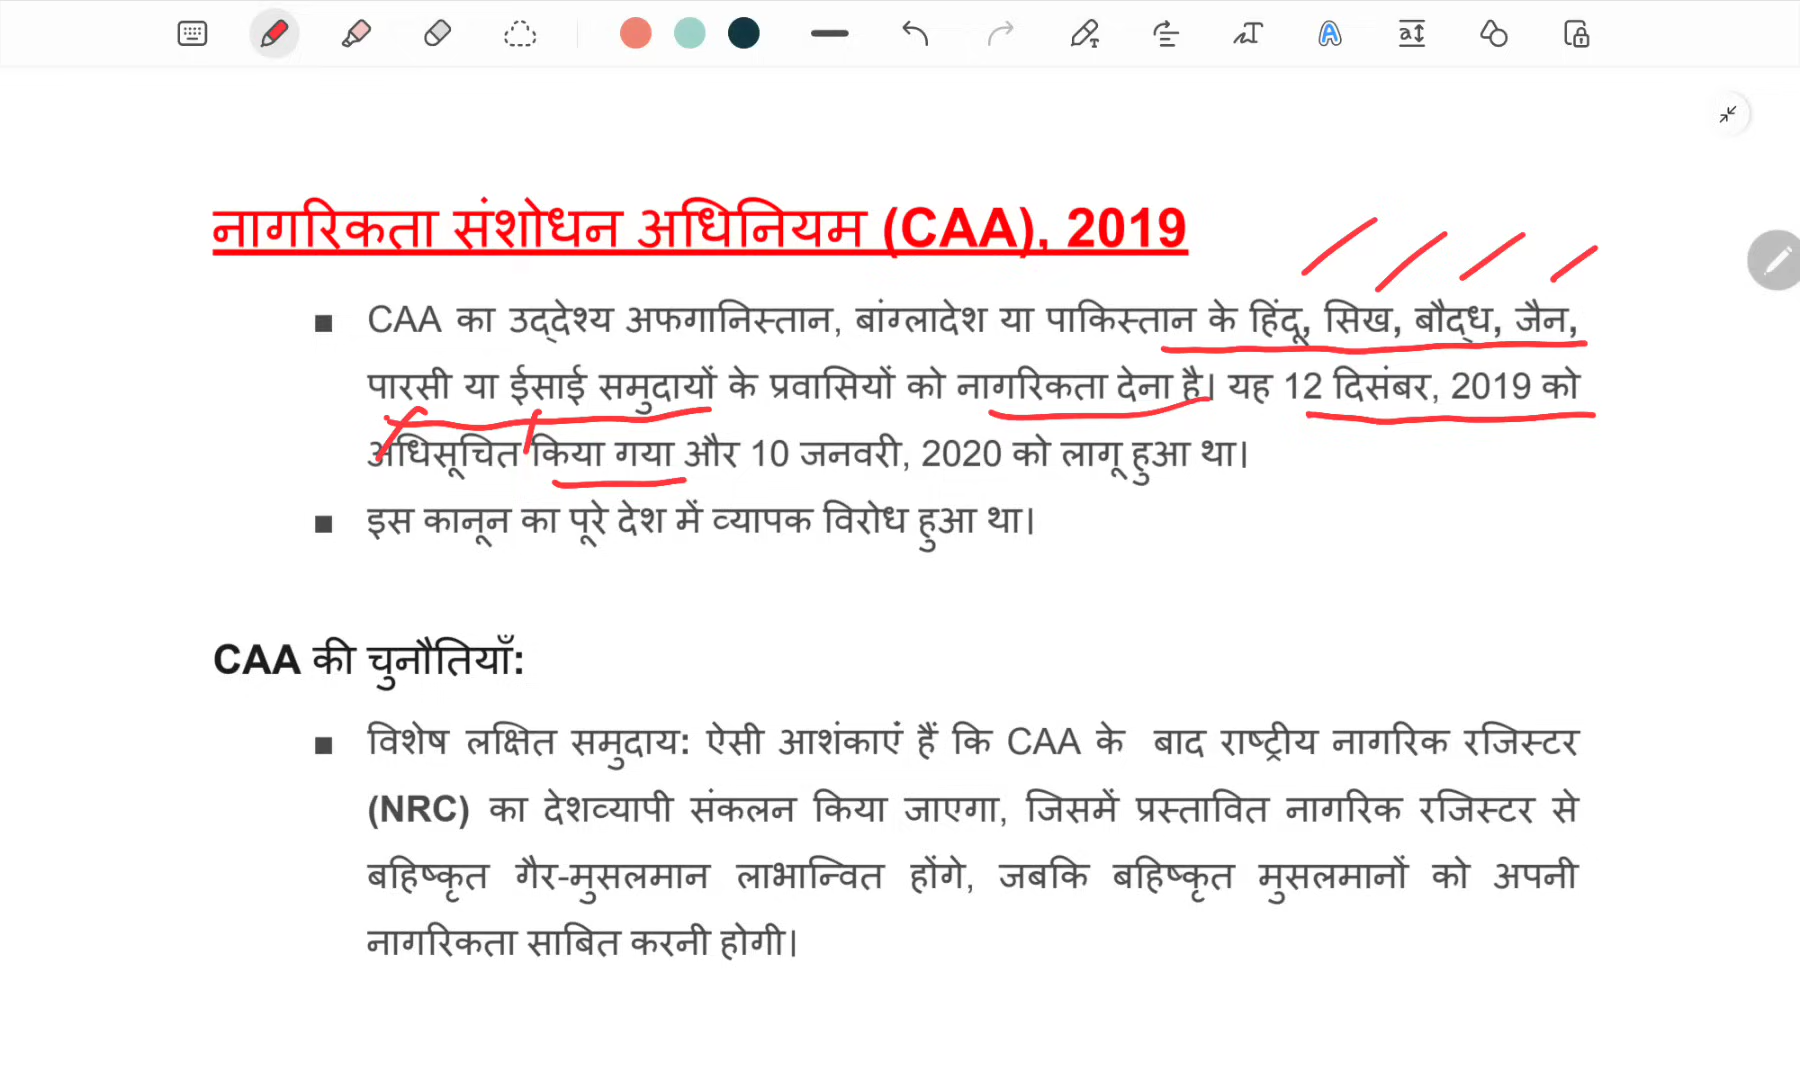 नागरिकता संशोधन अधिनियम (CAA), 2019
■ CAA का उद्देश्य अफगानिस्तान, बांग्लादेश या पाकिस्तान के हिंदू, सिख, बौद्ध, जैन,
पारसी या ईसाई समुदायों के प्रवासियों को नागरिकता देना है। यह 12 दिसंबर, 2019 को
अधिसूचित किया गया और 10 जनवरी, 2020 को लागू हुआ था।
■ इस कानून का पूरे देश में व्यापक विरोध हुआ था।
CAA की चुनौतियाँ:
■ विशेष लक्षित समुदाय: ऐसी आशंकाएं हैं कि CAA के बाद राष्ट्रीय नागरिक रजिस्टर
(NRC) का देशव्यापी संकलन किया जाएगा, जिसमें प्रस्तावित नागरिक रजिस्टर से
बहिष्कृत गैर-मुसलमान लाभान्वित होंगे, जबकि बहिष्कृत मुसलमानों को अपनी
नागरिकता साबित करनी होगी।